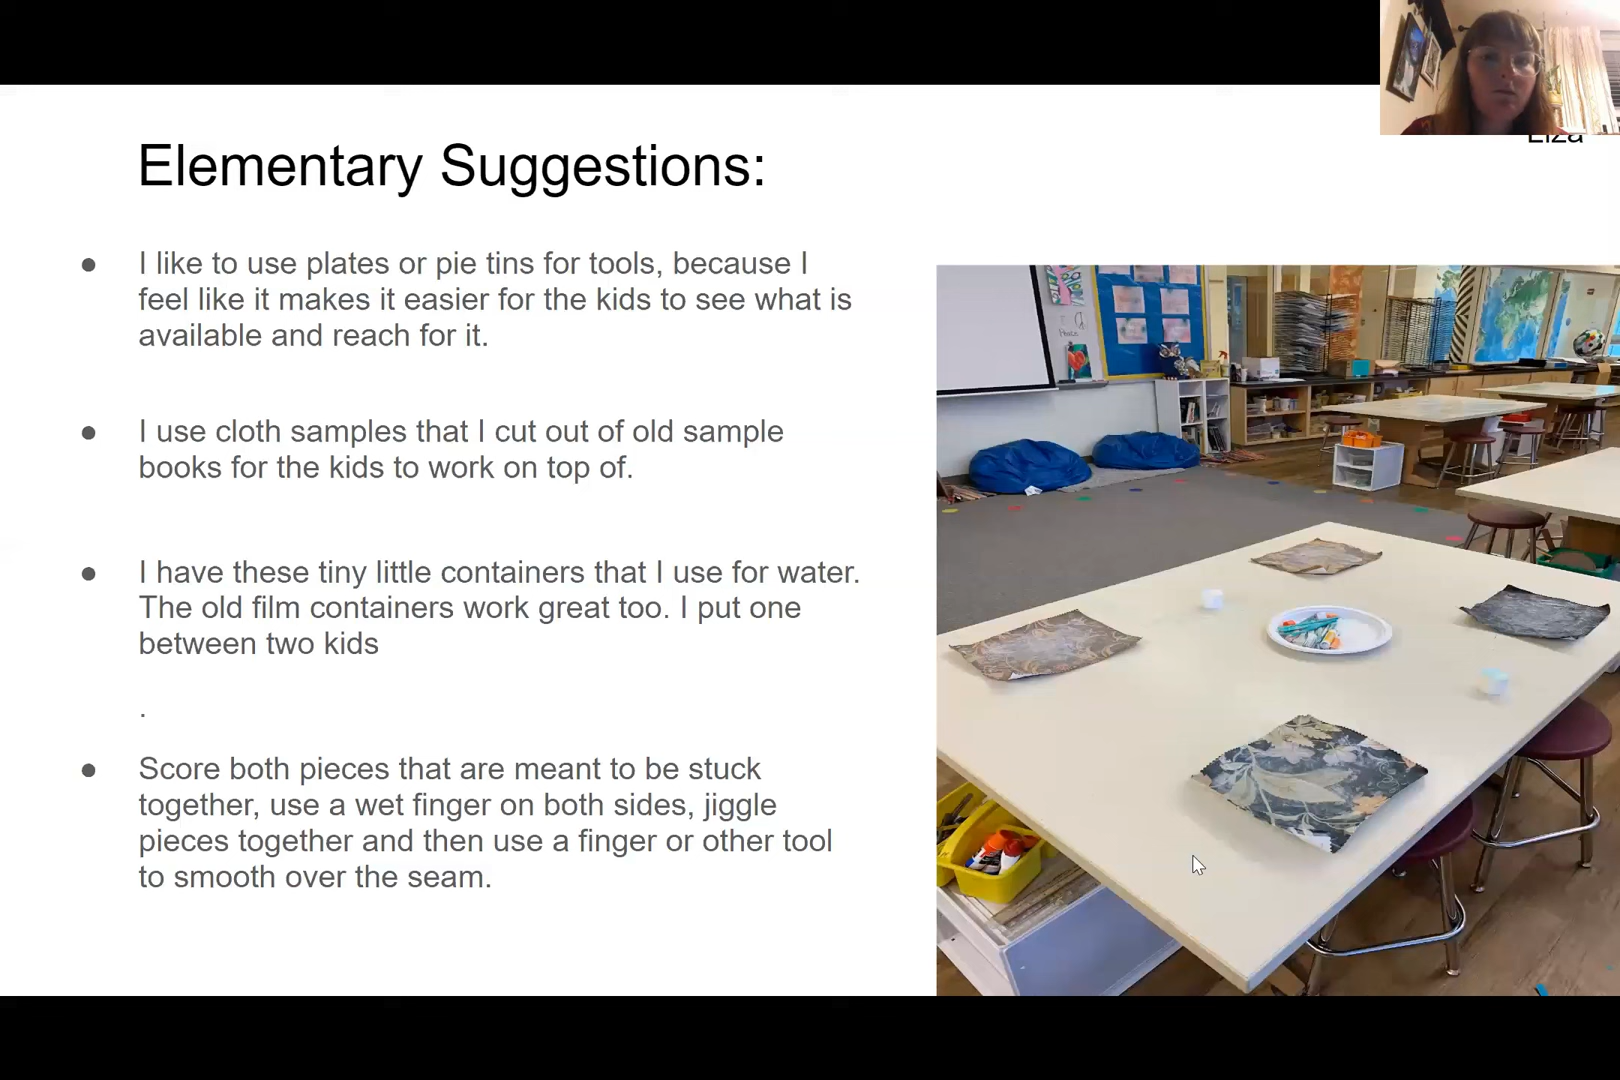 Elementary Suggestions:
Liza
● I like to use plates or pie tins for tools, because I
feel like it makes it easier for the kids to see what is
available and reach for it.
● I use cloth samples that I cut out of old sample
books for the kids to work on top of.
● I have these tiny little containers that I use for water.
The old film containers work great too. I put one
between two kids
.
● Score both pieces that are meant to be stuck
together, use a wet finger on both sides, jiggle
pieces together and then use a finger or other tool
to smooth over the seam.